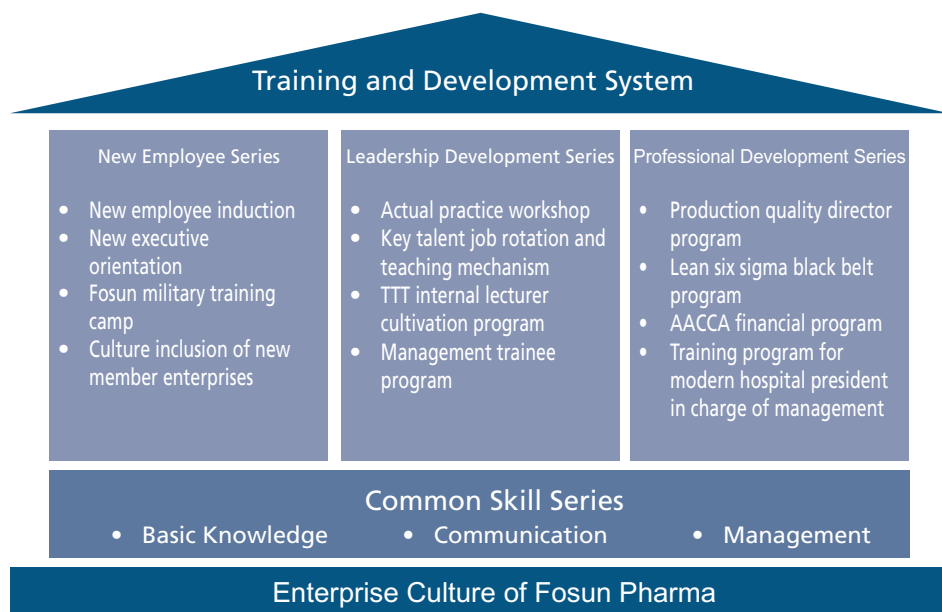 Training and Development System
New Employee Series
• New employee induction
• New executive
orientation
• Fosun military training
camp
• Culture inclusion of new
member enterprises
Leadership Development Series
• Actual practice workshop
• Key talent job rotation and
teaching mechanism
• TTT internal lecturer
cultivation program
• Management trainee
program
Professional Development Series
• Production quality director
program
• Lean six sigma black belt
program
• AACCA financial program
• Training program for
modern hospital president
in charge of management
Common Skill Series
• Basic Knowledge • Communication • Management
Enterprise Culture of Fosun Pharma